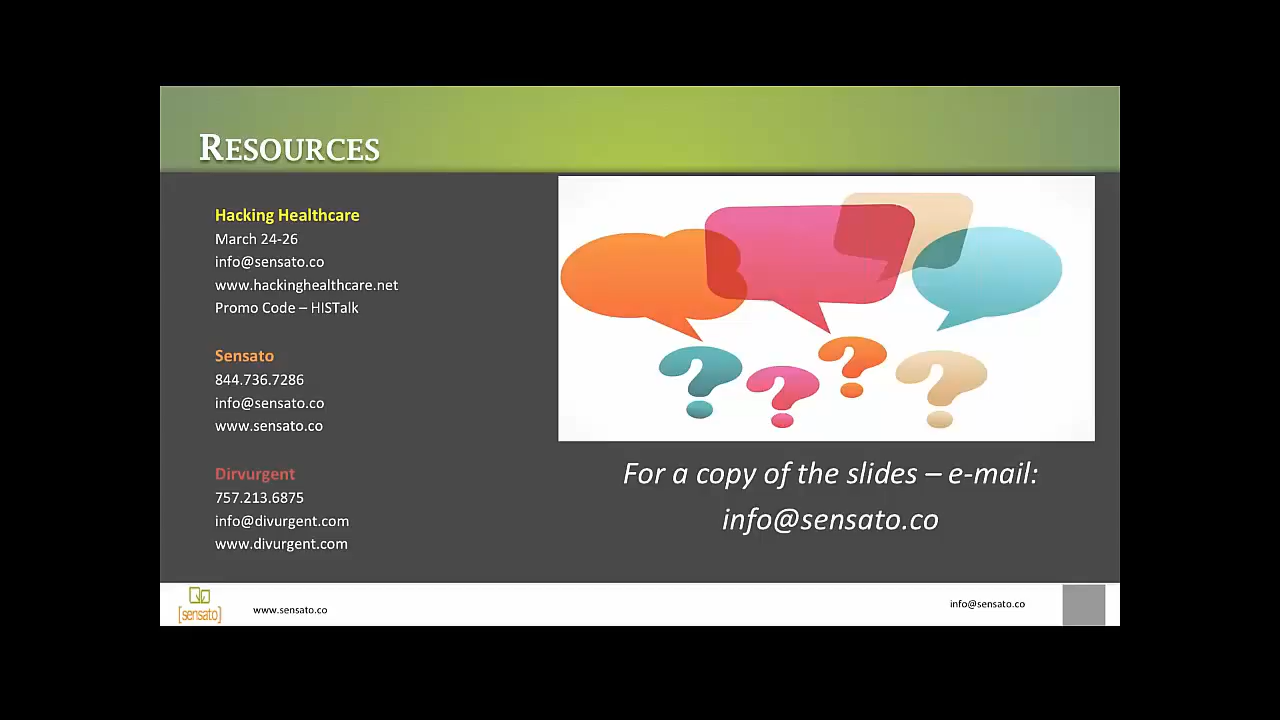 RESOURCES
Hacking Healthcare
March 24-26
info@sensato.co
www.hackinghealthcare.net
Promo Code – HISTalk
Sensato
844.736.7286
info@sensato.co
www.sensato.co
Dirvurgent
757.213.6875
info@divurgent.com
www.divurgent.com
? ? ? ?
For a copy of the slides – e-mail:
info@sensato.co
[sensato]
www.sensato.co
info@sensato.co